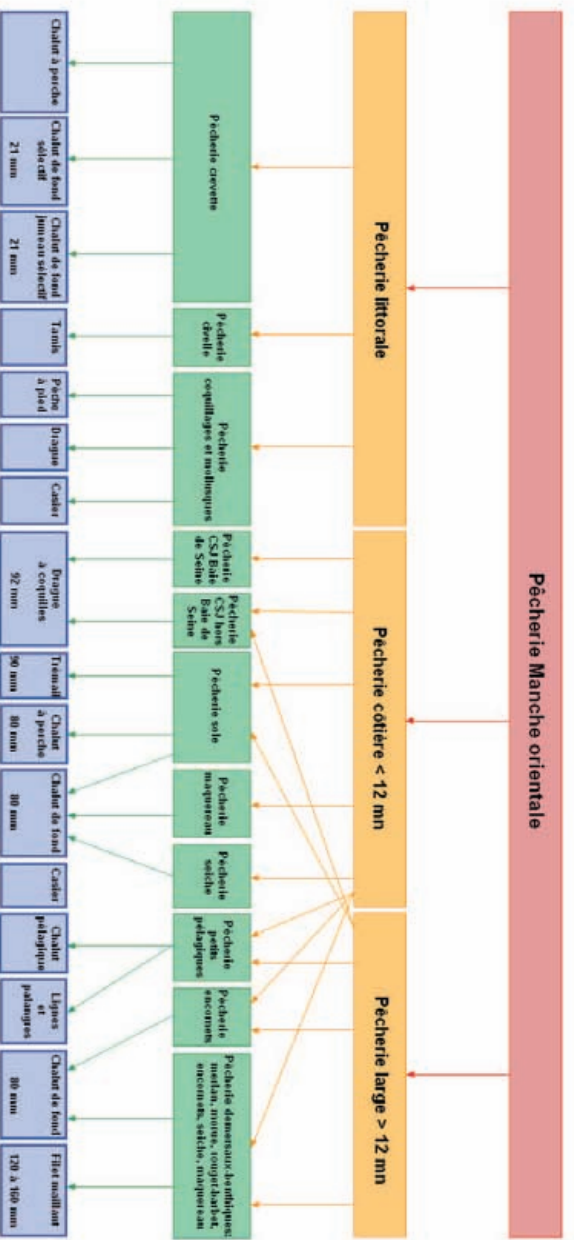 Pêcherie Manche orientale
Pêcherie littorale
Pêcherie côtière < 12 mn
Pêcherie large > 12 mn
Pêcherie crevette
Pêcherie
civelle
Pêcherie
coquillages et mollusques
Pêcherie
CSJ Baie
de Seine
Pêcherie
CSJ hors
Baie de
Seine
Pêcherie sole
Pêcherie
maquereau
Pêcherie
seiche
Pêcherie
petits
pélagiques
Pêcherie
encornets
Pêcherie démersaux-benthiques:
merlan, morue, rouget-barbet,
encornets, seiche, maquereau
Chalut à perche
Chalut de fond
sélectif
21 mm
Chalut de fond
jumeau sélectif
21 mm
Tamis
Pêche
à pied
Drague
Casier
Drague
à coquilles
92 mm
Trémail
90 mm
Chalut
à perche
80 mm
Chalut de fond
80 mm
Casier
Chalut
pélagique
Lignes
et
palangres
Chalut de fond
80 mm
Filet maillant
120 à 160 mm